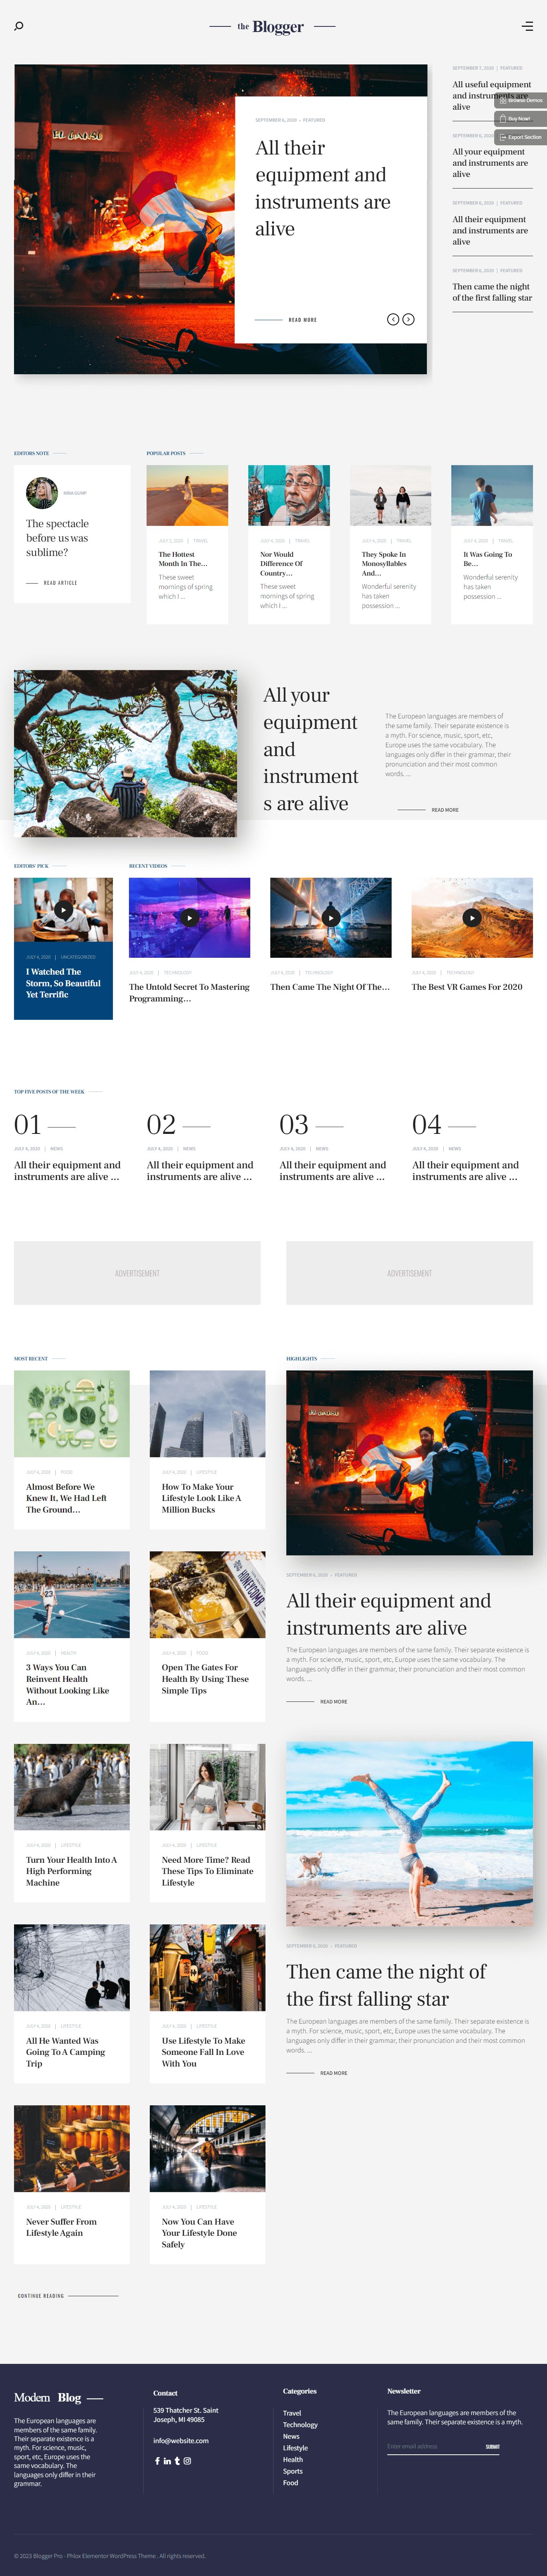 the Blogger
SEPTEMBER 6, 2020 • FEATURED
All their
equipment and
instruments are
alive
READ MORE
SEPTEMBER 7, 2020 | FEATURED
All useful equipment
and instruments are
alive
Browse Demos
Buy Now!
Export Section
SEPTEMBER 6, 2020
All your equipment
and instruments are
alive
SEPTEMBER 6, 2020 | FEATURED
All their equipment
and instruments are
alive
SEPTEMBER 6, 2020 | FEATURED
Then came the night
of the first falling star
EDITORS NOTE
The spectacle
before us was
sublime?
READ ARTICLE
POPULAR POSTS
JULY 2, 2020 | TRAVEL
The Hottest
Month In The...
These sweet
mornings of spring
which I ...
JULY 4, 2020 | TRAVEL
Nor Would
Difference Of
Country...
These sweet
mornings of spring
which I ...
JULY 4, 2020 | TRAVEL
They Spoke In
Monosyllables
And...
Wonderful serenity
has taken
possession ...
JULY 4, 2020 | TRAVEL
It Was Going To
Be...
Wonderful serenity
has taken
possession ...
All your
equipment
and
instrument
s are alive
The European languages are members of
the same family. Their separate existence is
a myth. For science, music, sport, etc,
Europe uses the same vocabulary. The
languages only differ in their grammar, their
pronunciation and their most common
words. ...
READ MORE
EDITORS' PICK
JULY 4, 2020 | UNCATEGORIZED
I Watched The
Storm, So Beautiful
Yet Terrific
RECENT VIDEOS
JULY 6, 2020 | TECHNOLOGY
The Untold Secret To Mastering
Programming...
JULY 6, 2020 | TECHNOLOGY
Then Came The Night Of The...
JULY 4, 2020 | TECHNOLOGY
The Best VR Games For 2020
TOP FIVE POSTS OF THE WEEK
01
JULY 6, 2020 | NEWS
All their equipment and
instruments are alive ...
02
JULY 4, 2020 | NEWS
All their equipment and
instruments are alive ...
03
JULY 6, 2020 | NEWS
All their equipment and
instruments are alive ...
04
JULY 4, 2020 | NEWS
All their equipment and
instruments are alive ...
ADVERTISEMENT
ADVERTISEMENT
MOST RECENT
JULY 4, 2020 | FOOD
Almost Before We
Knew It, We Had Left
The Ground...
JULY 4, 2020 | LIFESTYLE
How To Make Your
Lifestyle Look Like A
Million Bucks
23
JULY 4, 2020 | HEALTH
3 Ways You Can
Reinvent Health
Without Looking Like
An...
HONEYCOMB
JULY 4, 2020 | FOOD
Open The Gates For
Health By Using These
Simple Tips
JULY 4, 2020 | LIFESTYLE
Turn Your Health Into A
High Performing
Machine
JULY 4, 2020 | LIFESTYLE
Need More Time? Read
These Tips To Eliminate
Lifestyle
JULY 4, 2020 | LIFESTYLE
All He Wanted Was
Going To A Camping
Trip
JULY 4, 2020 | LIFESTYLE
Use Lifestyle To Make
Someone Fall In Love
With You
JULY 4, 2020 | LIFESTYLE
Never Suffer From
Lifestyle Again
JULY 4, 2020 | LIFESTYLE
Now You Can Have
Your Lifestyle Done
Safely
CONTINUE READING
HIGHLIGHTS
SEPTEMBER 6, 2020 • FEATURED
All their equipment and
instruments are alive
The European languages are members of the same family. Their separate existence is
a myth. For science, music, sport, etc, Europe uses the same vocabulary. The
languages only differ in their grammar, their pronunciation and their most common
words. ...
READ MORE
SEPTEMBER 6, 2020 • FEATURED
Then came the night of
the first falling star
The European languages are members of the same family. Their separate existence is
a myth. For science, music, sport, etc, Europe uses the same vocabulary. The
languages only differ in their grammar, their pronunciation and their most common
words. ...
READ MORE
Modern Blog
The European languages are
members of the same family.
Their separate existence is a
myth. For science, music,
sport, etc, Europe uses the
same vocabulary. The
languages only differ in their
grammar.
Contact
539 Thatcher St. Saint
Joseph, MI 49085
info@website.com
Categories
Travel
Technology
News
Lifestyle
Health
Sports
Food
Newsletter
The European languages are the members of the
same family. Their separate existence is a myth.
Enter email address
SUBMIT
© 2023 Blogger Pro - Phlox Elementor WordPress Theme . All rights reserved.